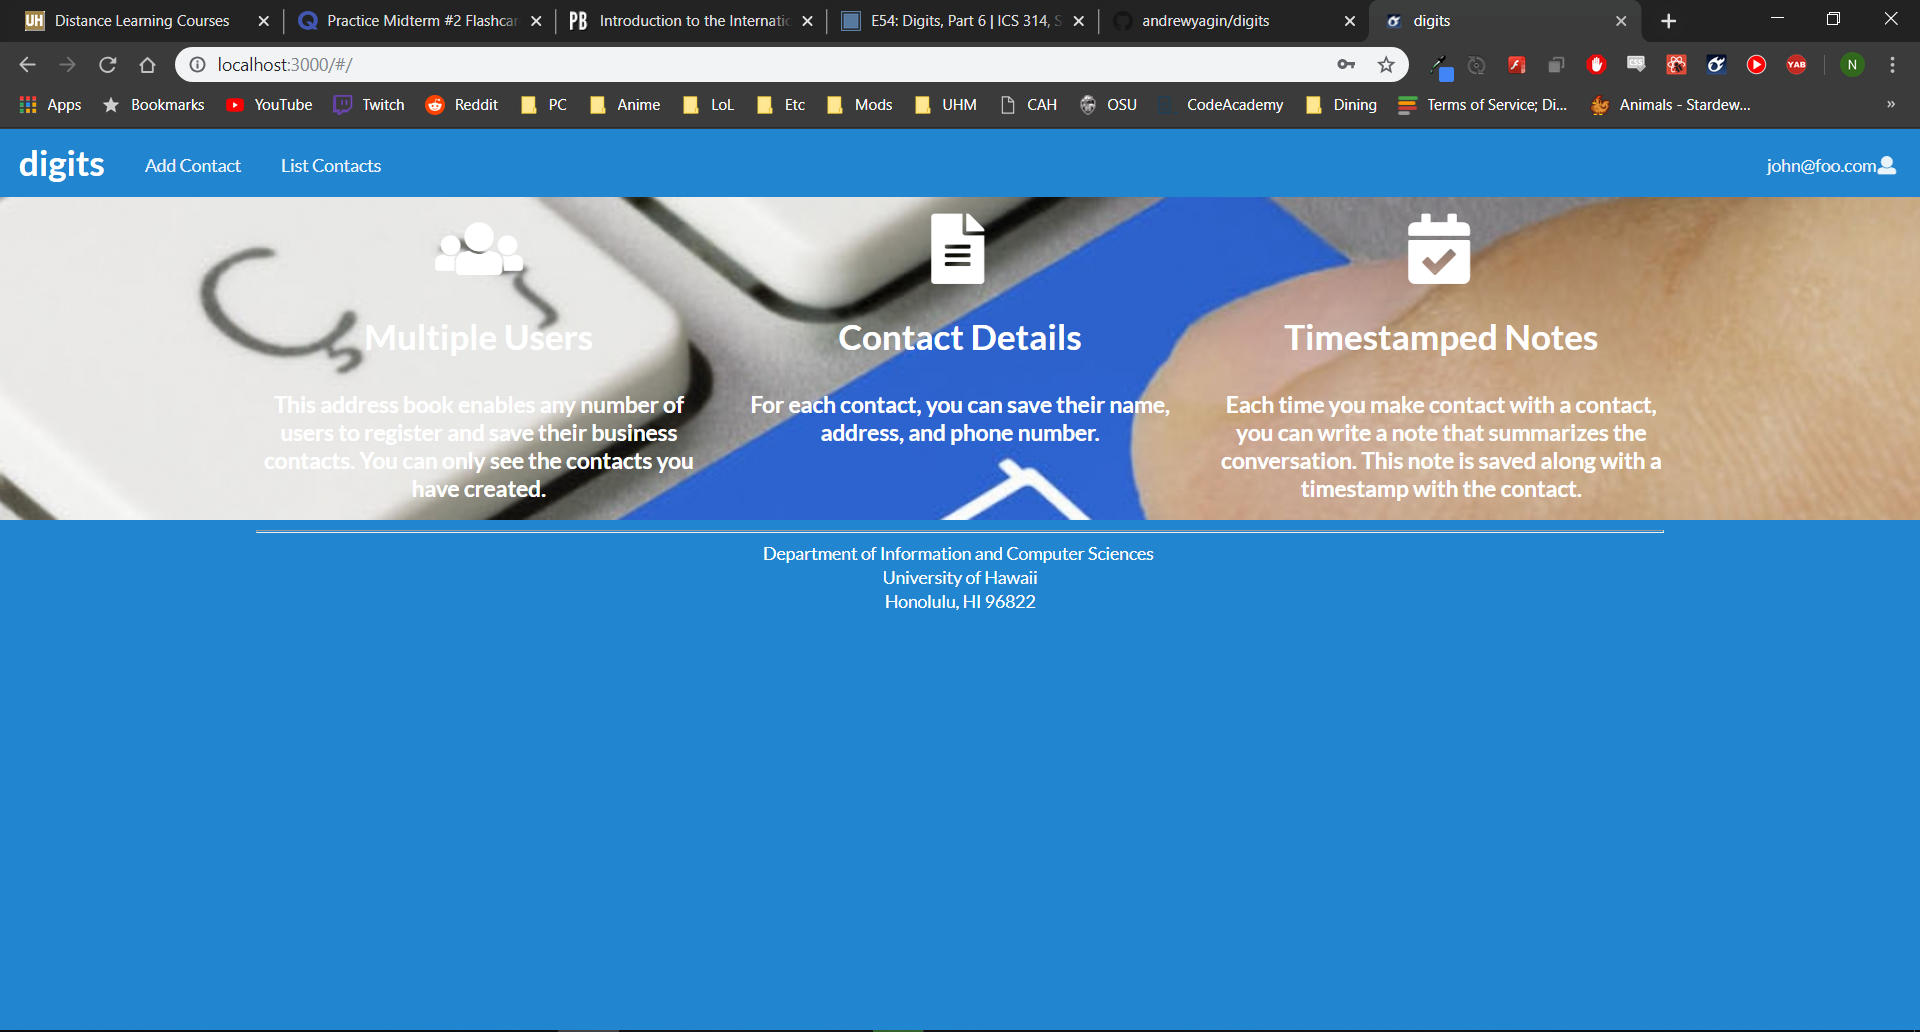 Distance Learning Courses
Practice Midterm #2 Flashcar
PB
Introduction to the Internatio
E54: Digits, Part 6 | ICS 314, S
andrewyagin/digits
digits
localhost:3000/#/
N
Apps
Bookmarks
YouTube
Twitch
Reddit
PC
Anime
LoL
Etc
Mods
UHM
CAH
OSU
CodeAcademy
Dining
Terms of Service; Di...
Animals - Stardew...
»
digits
Add Contact
List Contacts
john@foo.com
Multiple Users
This address book enables any number of
users to register and save their business
contacts. You can only see the contacts you
have created.
Contact Details
For each contact, you can save their name,
address, and phone number.
Timestamped Notes
Each time you make contact with a contact,
you can write a note that summarizes the
conversation. This note is saved along with a
timestamp with the contact.
Department of Information and Computer Sciences
University of Hawaii
Honolulu, HI 96822